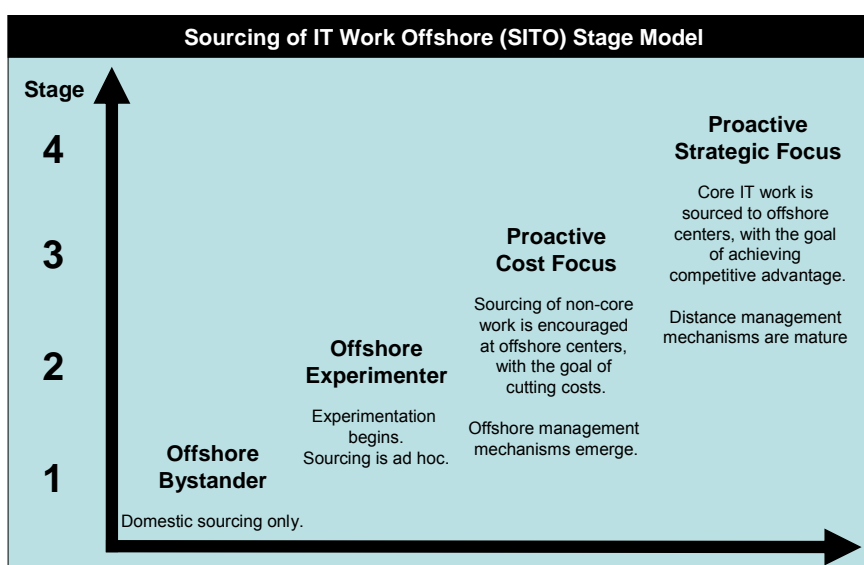 Sourcing of IT Work Offshore (SITO) Stage Model
Stage
4
3
2
1
Offshore
Bystander
Domestic sourcing only.
Offshore
Experimenter
Experimentation
begins.
Sourcing is ad hoc.
Proactive
Cost Focus
Sourcing of non-core
work is encouraged
at offshore centers,
with the goal of
cutting costs.
Offshore management
mechanisms emerge.
Proactive
Strategic Focus
Core IT work is
sourced to offshore
centers, with the goal
of achieving
competitive advantage.
Distance management
mechanisms are mature